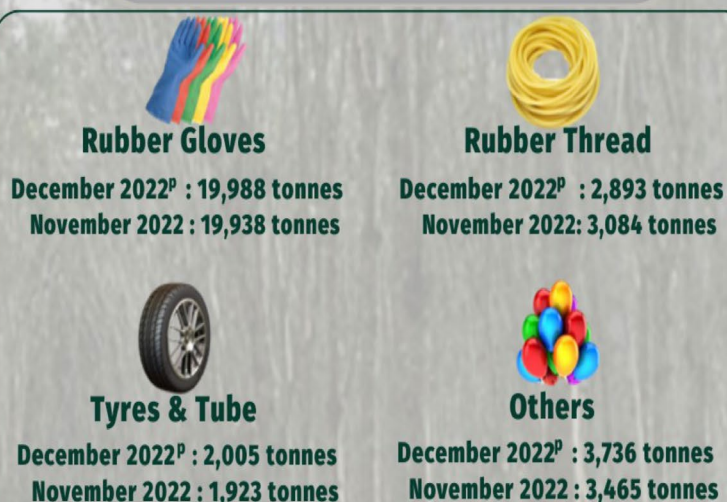 Rubber Gloves
December 2022ᵖ : 19,988 tonnes
November 2022 : 19,938 tonnes
Rubber Thread
December 2022ᵖ : 2,893 tonnes
November 2022: 3,084 tonnes
Tyres & Tube
December 2022ᵖ : 2,005 tonnes
November 2022 : 1,923 tonnes
Others
December 2022ᵖ : 3,736 tonnes
November 2022 : 3,465 tonnes